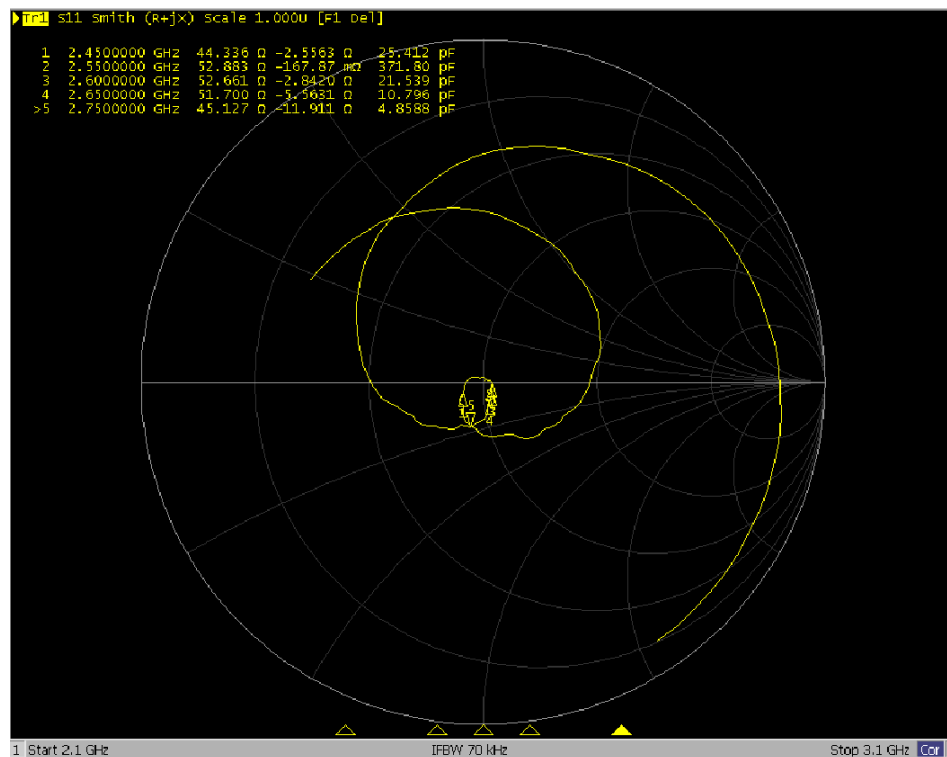 Tr1 S11 Smith (R+jX) Scale 1.000U [F1 Del]
1 2.4500000 GHz 44.336 Ω -2.5563 Ω 25.412 pF
2 2.5500000 GHz 52.883 Ω -167.87 mΩ 371.80 pF
3 2.6000000 GHz 52.661 Ω -2.8420 Ω 21.539 pF
4 2.6500000 GHz 51.700 Ω -5.5631 Ω 10.796 pF
>5 2.7500000 GHz 45.127 Ω -11.911 Ω 4.8588 pF
1 Start 2.1 GHz IFBW 70 kHz Stop 3.1 GHz Cor